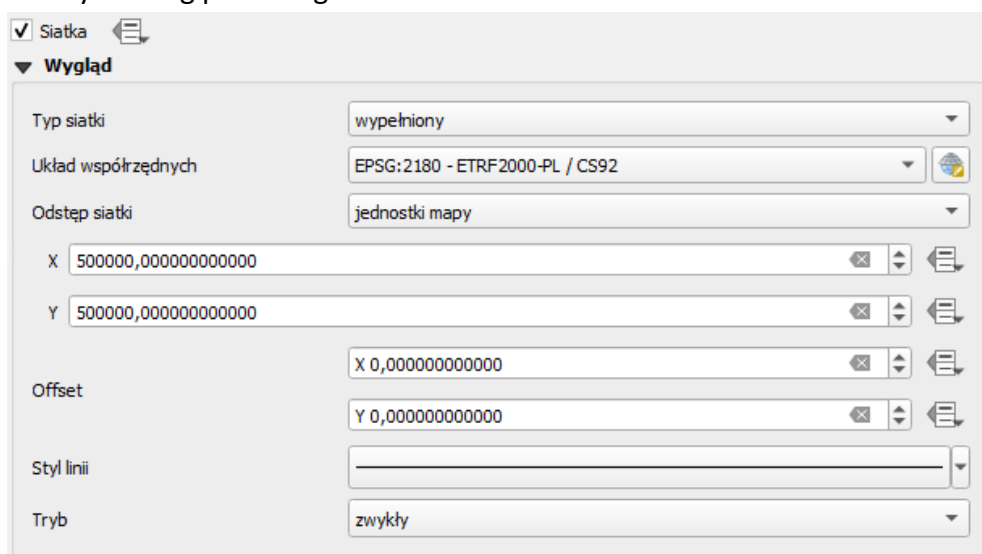 Siatka
Wygląd
Typ siatki wypełniony
Układ współrzędnych EPSG:2180 - ETRF2000-PL / CS92
Odstęp siatki jednostki mapy
X 500000,000000000000
Y 500000,000000000000
Offset
X 0,000000000000
Y 0,000000000000
Styl linii
Tryb zwykły